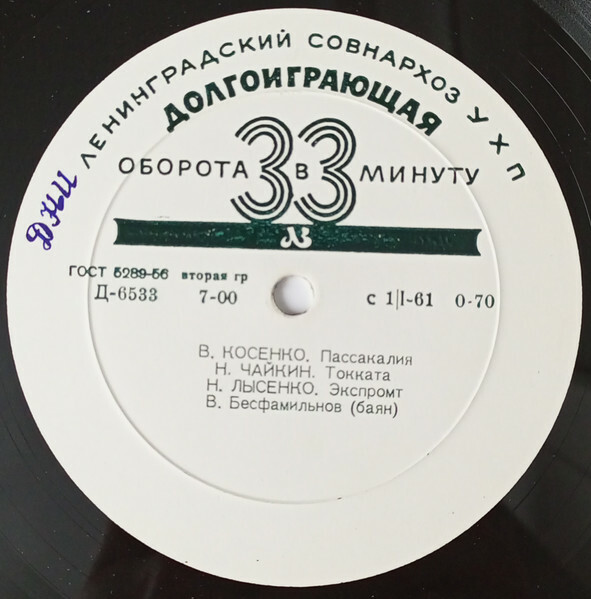 ЛЕНИНГРАДСКИЙ СОВНАРХОЗ УХП
ДОЛГОИГРАЮЩАЯ
ОБОРОТА 33 В МИНУТУ
ГОСТ 5289-56 вторая гр
Д-6533 7-00 с 1|I-61 0-70
В. КОСЕНКО. Пассакалия
Н. ЧАЙКИН. Токката
Н. ЛЫСЕНКО. Экспромт
В. Бесфамильнов (баян)